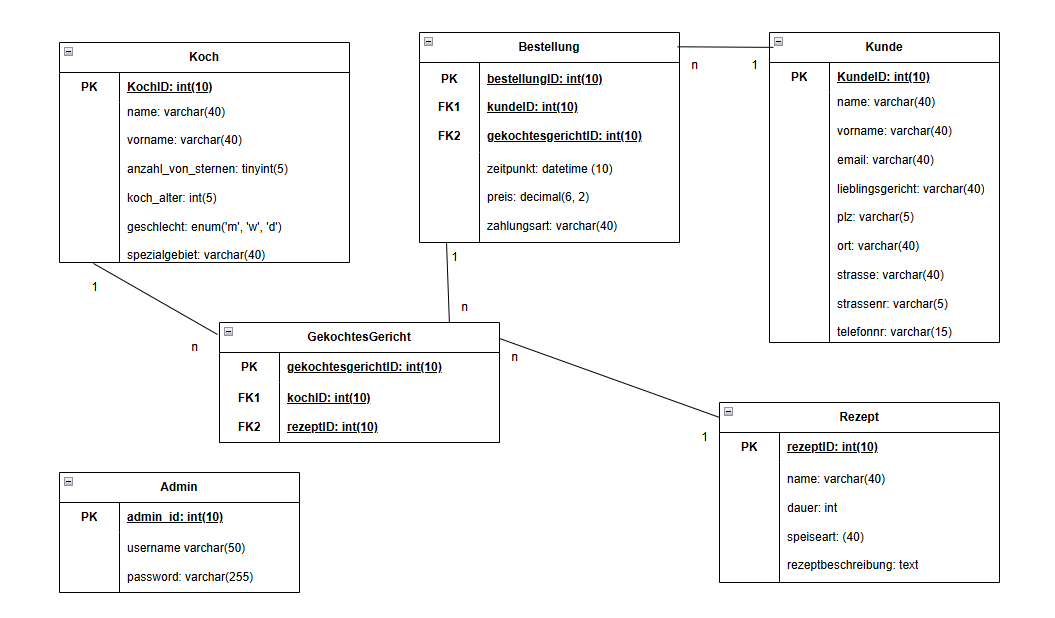 Koch
PK KochID: int(10)
name: varchar(40)
vorname: varchar(40)
anzahl_von_sternen: tinyint(5)
koch_alter: int(5)
geschlecht: enum('m', 'w', 'd')
spezialgebiet: varchar(40)
1
n
Bestellung
PK bestellungID: int(10)
FK1 kundeID: int(10)
FK2 gekochtesgerichtID: int(10)
zeitpunkt: datetime (10)
preis: decimal(6, 2)
zahlungsart: varchar(40)
n
1
1
n
Kunde
PK KundeID: int(10)
name: varchar(40)
vorname: varchar(40)
email: varchar(40)
lieblingsgericht: varchar(40)
plz: varchar(5)
ort: varchar(40)
strasse: varchar(40)
strassenr: varchar(5)
telefonnr: varchar(15)
GekochtesGericht
PK gekochtesgerichtID: int(10)
FK1 kochID: int(10)
FK2 rezeptID: int(10)
n
1
Rezept
PK rezeptID: int(10)
name: varchar(40)
dauer: int
speiseart: (40)
rezeptbeschreibung: text
Admin
PK admin_id: int(10)
username varchar(50)
password: varchar(255)